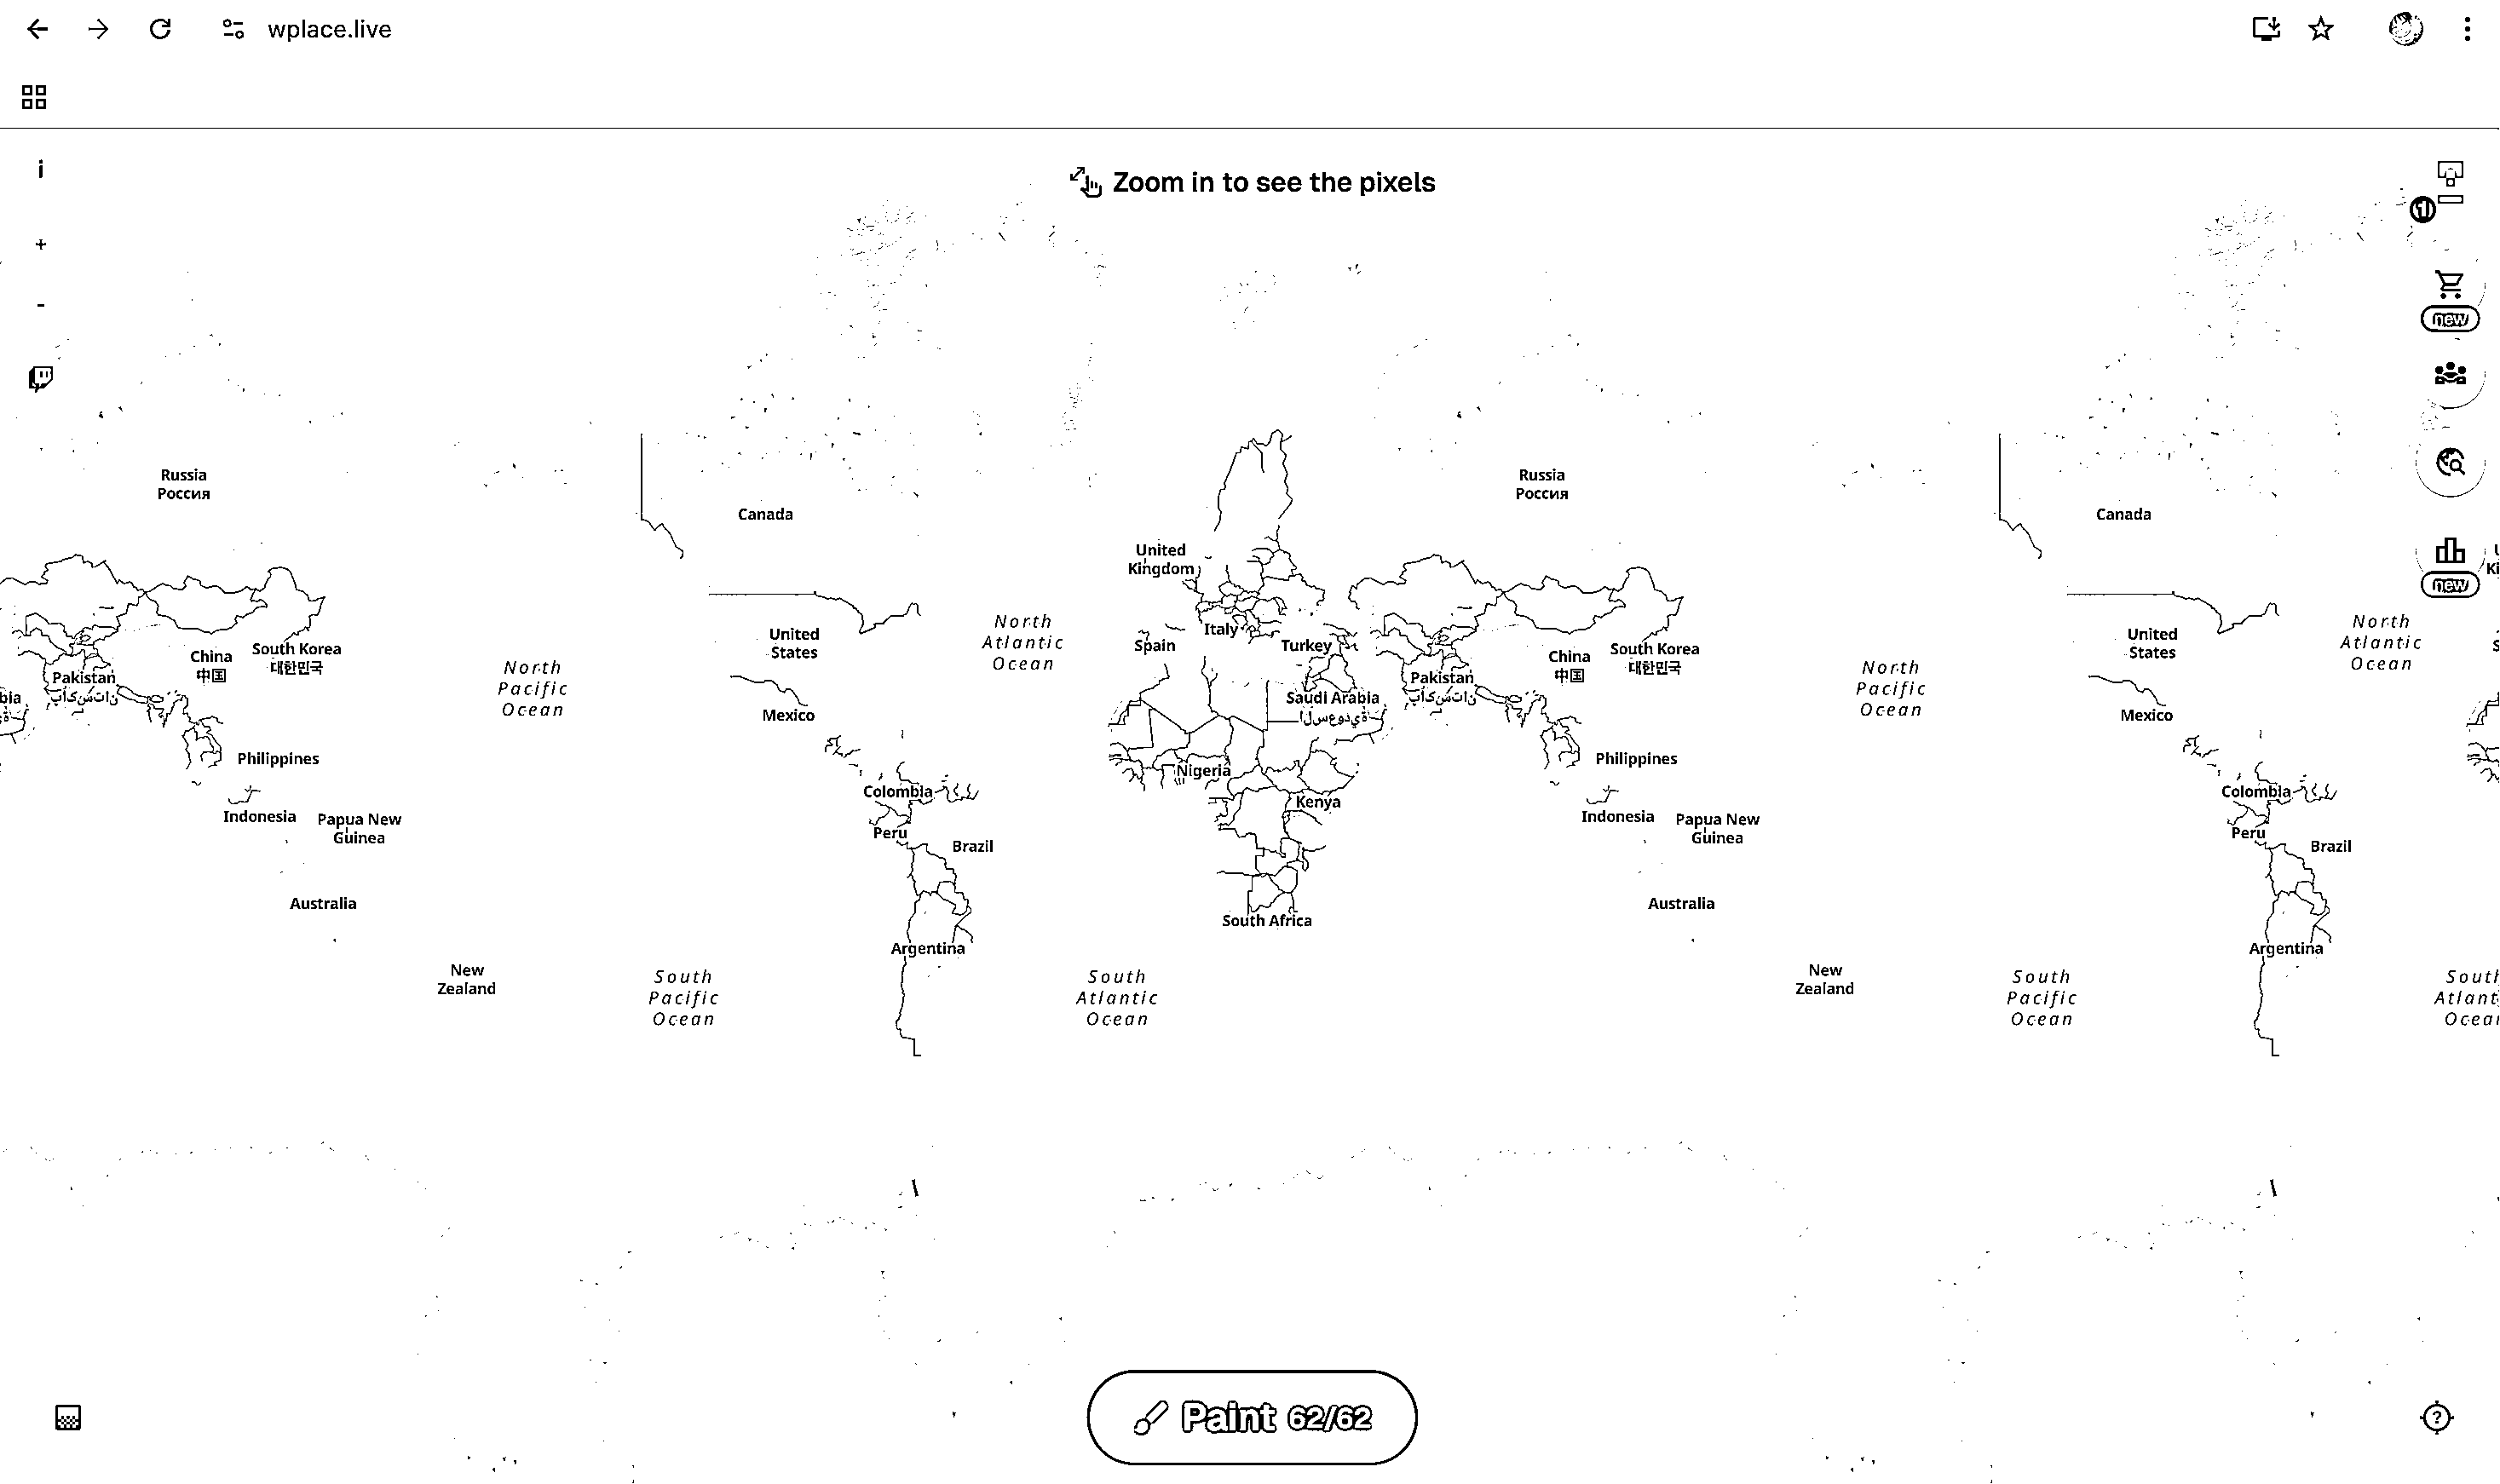 wplace.live
i
Zoom in to see the pixels
1
+
-
new
Russia
Россия
Canada
United
Kingdom
Russia
Россия
Canada
new
Ki
South Korea
대한민국
China
中国
Pakistan
پاکستان
bia
North
Pacific
Ocean
United
States
Mexico
North
Atlantic
Ocean
Spain
Italy
Turkey
Saudi Arabia
السعودية
Pakistan
پاکستان
China
中国
South Korea
대한민국
North
Pacific
Ocean
United
States
Mexico
North
Atlantic
Ocean
Philippines
Indonesia
Papua New
Guinea
Colombia
Peru
Brazil
Nigeria
Kenya
Philippines
Indonesia
Papua New
Guinea
Colombia
Peru
Brazil
Australia
Argentina
South Africa
Australia
Argentina
New
Zealand
South
Pacific
Ocean
South
Atlantic
Ocean
New
Zealand
South
Pacific
Ocean
South
Atlant
Ocea
Paint 62/62
?